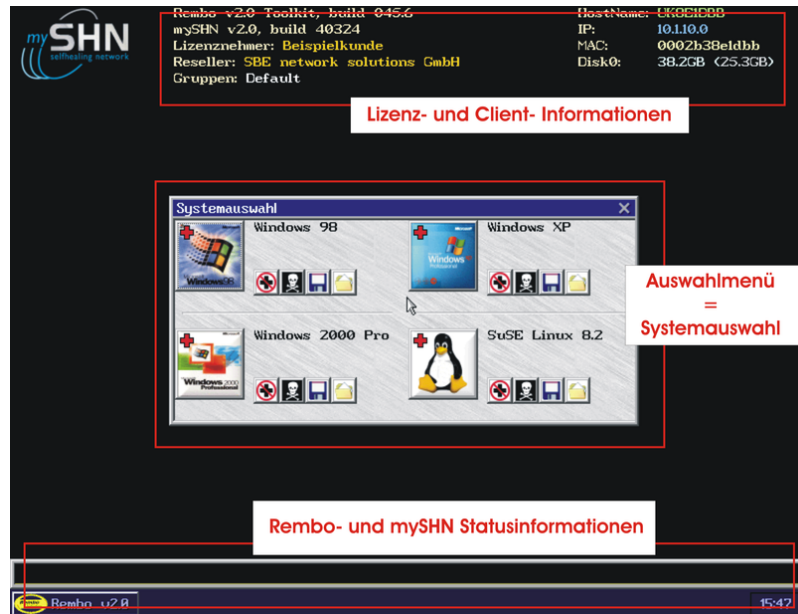 my SHN
selfhealing network
Rembo v2.0 Toolkit, build 045.6
mySHN v2.0, build 40324
Lizenznehmer: Beispielkunde
Reseller: SBE network solutions GmbH
Gruppen: Default
HostName:
IP: 10.1.10.0
MAC: 0002b38e1dbb
Disk0: 38.2GB (25.3GB)
Lizenz- und Client- Informationen
Systemauswahl
Windows 98
Windows XP
Windows 2000 Pro
SuSE Linux 8.2
Auswahlmenü
=
Systemauswahl
Rembo- und mySHN Statusinformationen
Rembo v2.0
15:42